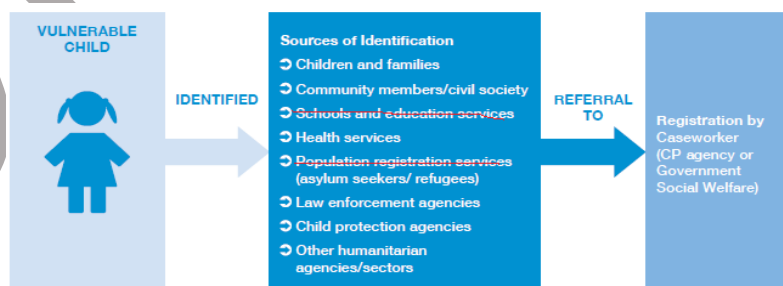 VULNERABLE
CHILD
IDENTIFIED
Sources of Identification
➲ Children and families
➲ Community members/civil society
➲ Schools and education services
➲ Health services
➲ Population registration services
(asylum seekers/ refugees)
➲ Law enforcement agencies
➲ Child protection agencies
➲ Other humanitarian
agencies/sectors
REFERRAL
TO
Registration by
Caseworker
(CP agency or
Government
Social Welfare)